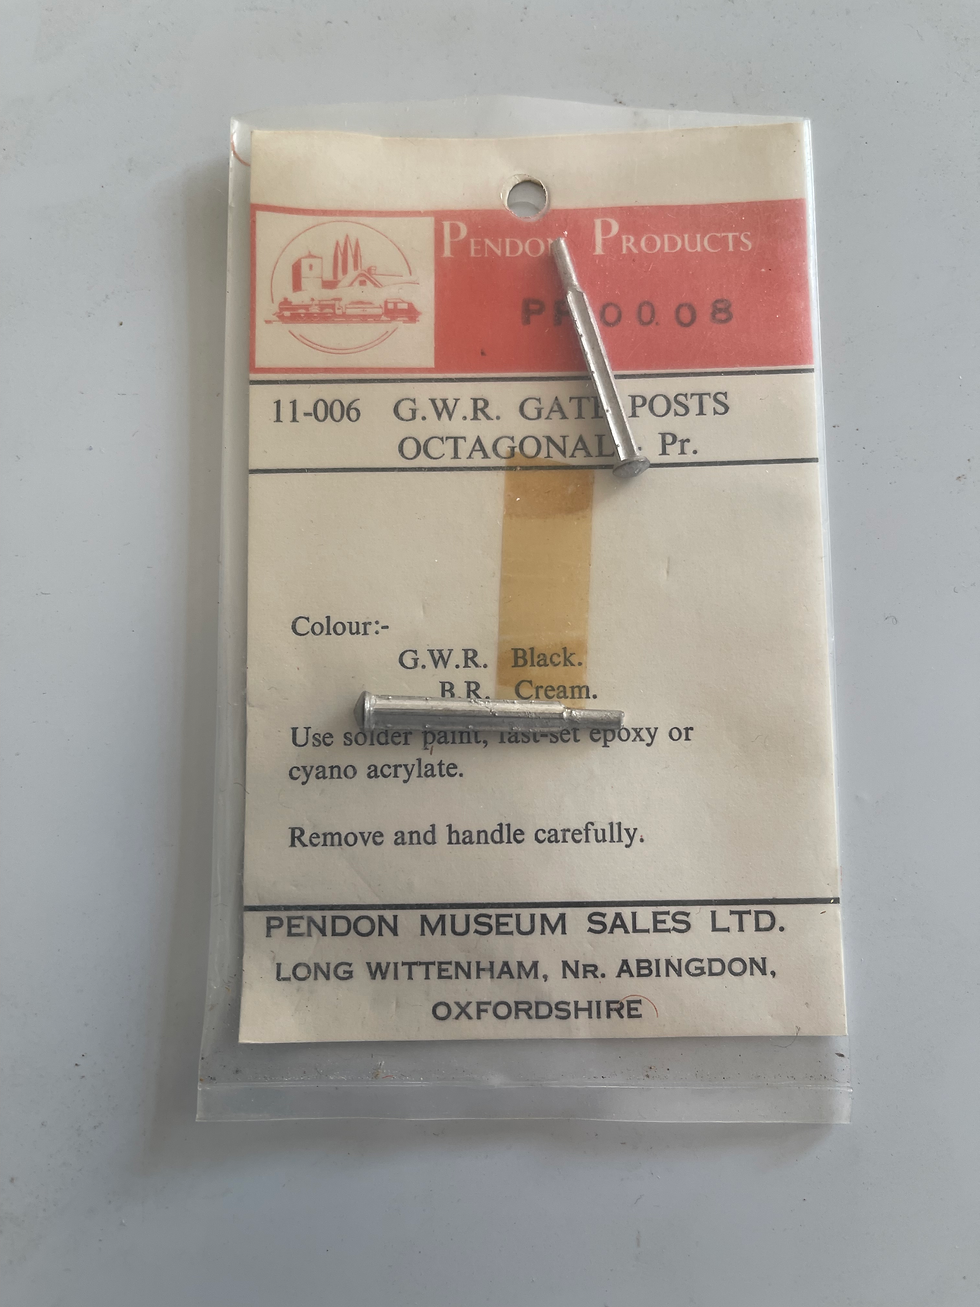 PENDON PRODUCTS
0008
11-006 G.W.R. GATE POSTS
OCTAGONAL Pr.
Colour:-
G.W.R. Black.
B.R. Cream.
Use solder paint, fast-set epoxy or
cyano acrylate.
Remove and handle carefully.
PENDON MUSEUM SALES LTD.
LONG WITTENHAM, NR. ABINGDON,
OXFORDSHIRE